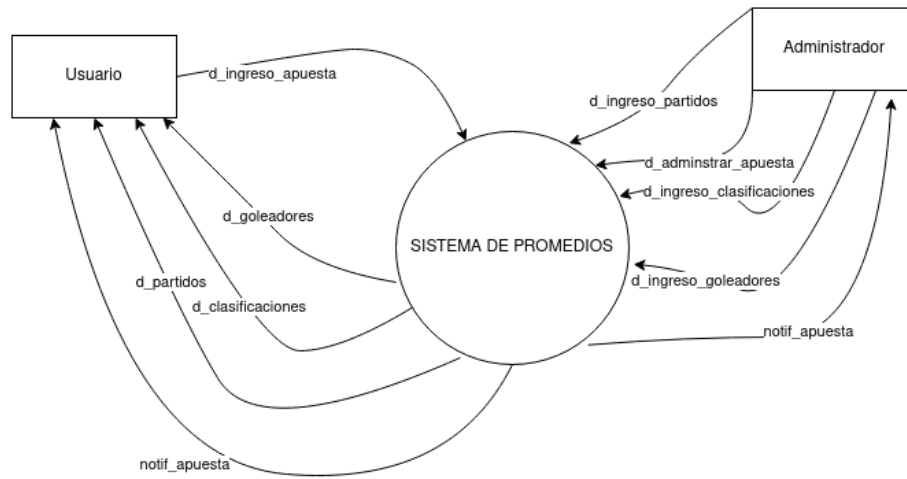 Administrador
Usuario
d_ingreso_apuesta
d_ingreso_partidos
d_adminstrar_apuesta
d_ingreso_clasificaciones
d_goleadores
SISTEMA DE PROMEDIOS
d_partidos
d_ingreso_goleadores
d_clasificaciones
notif_apuesta
notif_apuesta